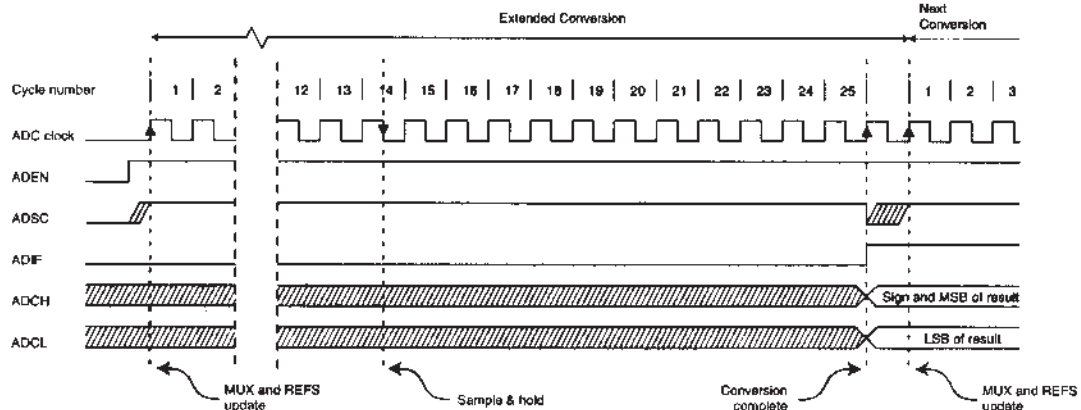 Extended Conversion
Next
Conversion
Cycle number
1 2 12 13 14 15 16 17 18 19 20 21 22 23 24 25 1 2 3
ADC clock
ADEN
ADSC
ADIF
ADCH
Sign and MSB of result
ADCL
LSB of result
MUX and REFS
update
Sample & hold
Conversion
complete
MUX and REFS
update